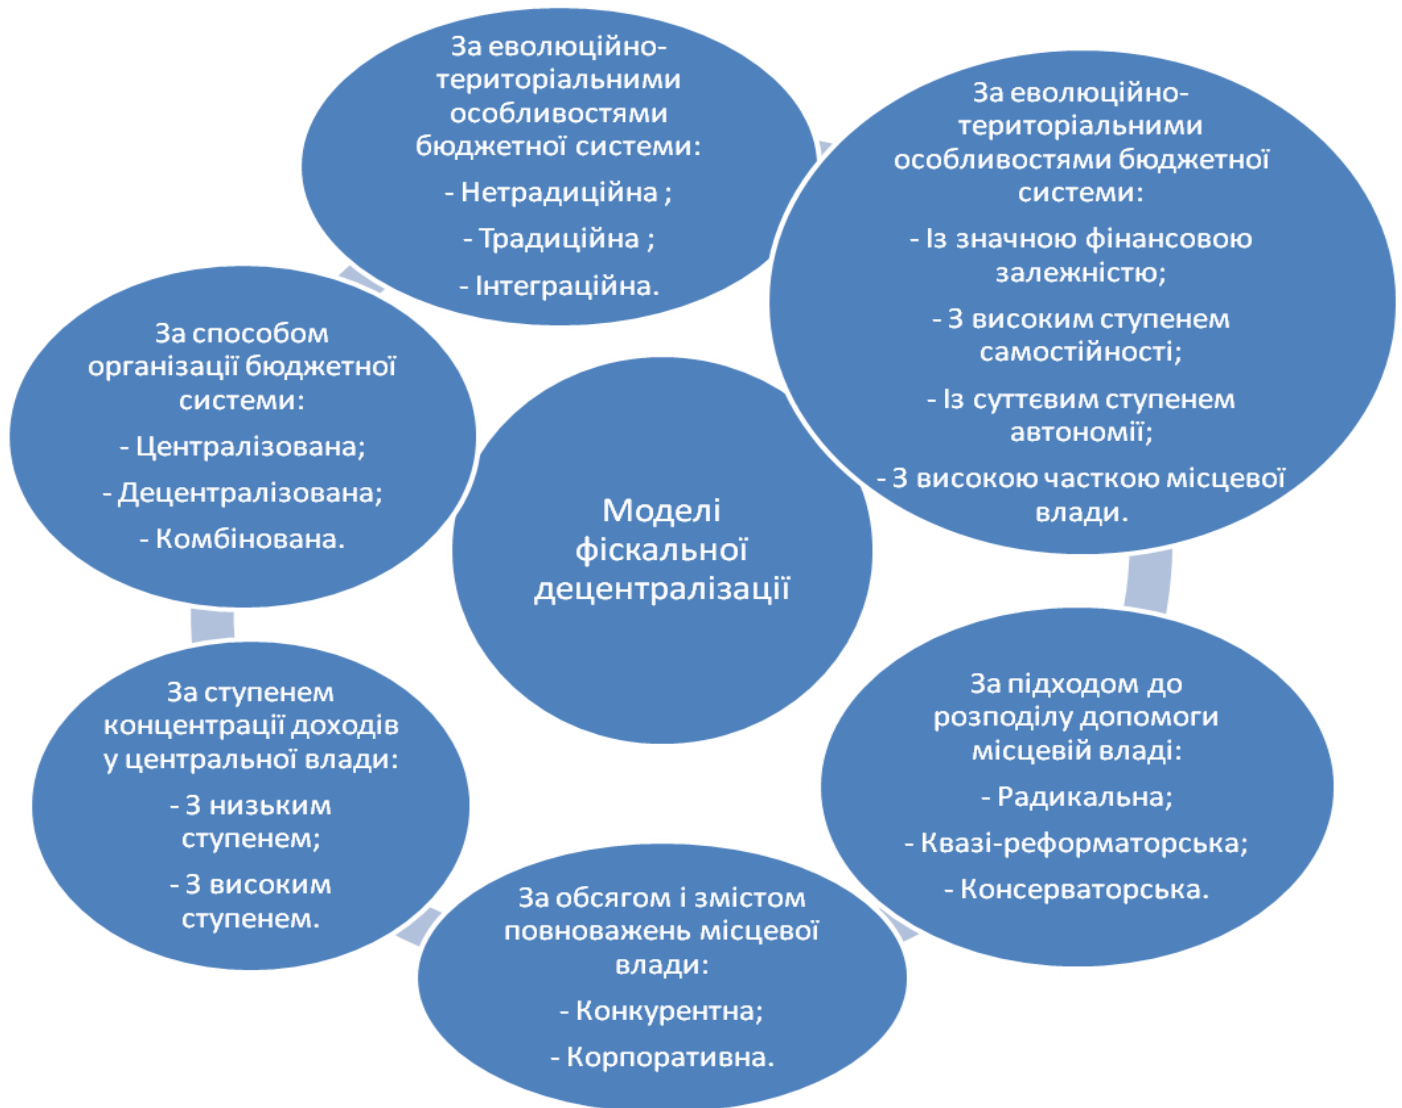 За еволюційно-
територіальними
особливостями
бюджетної системи:
- Нетрадиційна ;
- Традиційна ;
- Інтеграційна.
За еволюційно-
територіальними
особливостями бюджетної
системи:
- Із значною фінансовою
залежністю;
- З високим ступенем
самостійності;
- Із суттєвим ступенем
автономії;
- З високою часткою місцевої
влади.
За підходом до
розподілу допомоги
місцевій владі:
- Радикальна;
- Квазі-реформаторська;
- Консерваторська.
За обсягом і змістом
повноважень місцевої
влади:
- Конкурентна;
- Корпоративна.
За ступенем
концентрації доходів
у центральної влади:
- З низьким
ступенем;
- З високим
ступенем.
За способом
організації бюджетної
системи:
- Централізована;
- Децентралізована;
- Комбінована.
Моделі
фіскальної
децентралізації